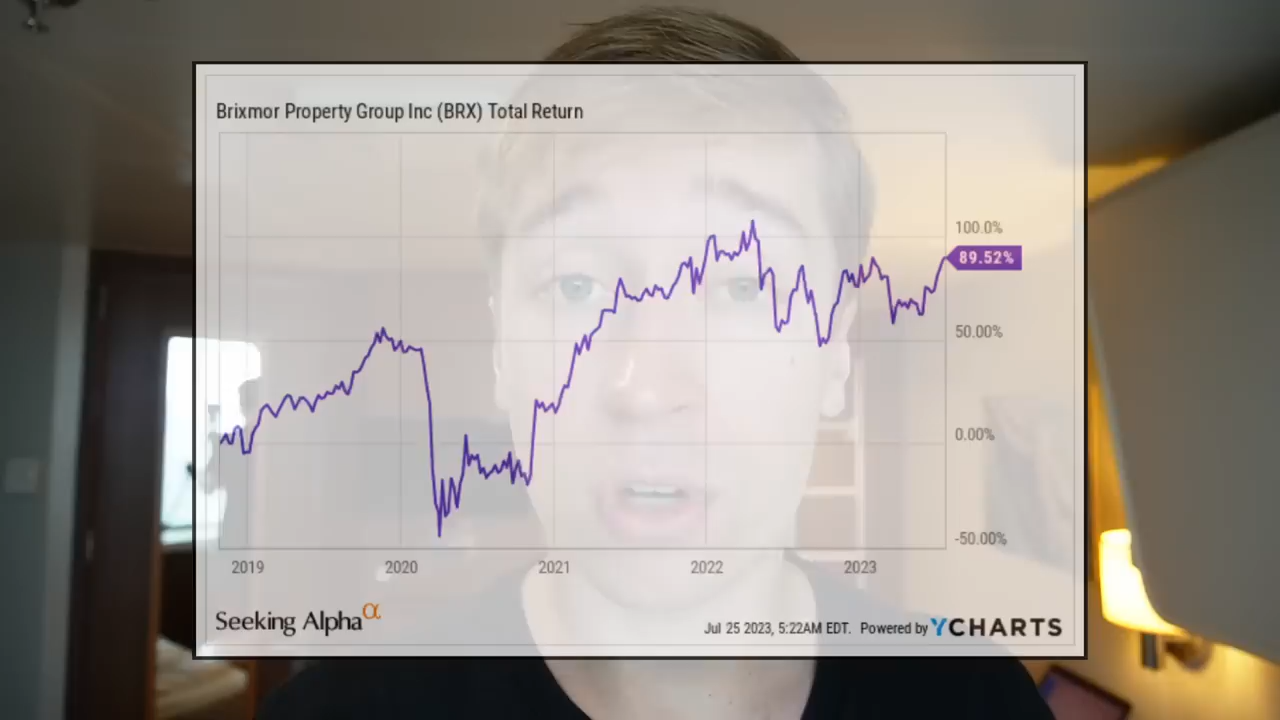 Brixmor Property Group Inc (BRX) Total Return
100.0%
89.52%
50.00%
0.00%
-50.00%
2019 2020 2021 2022 2023
Seeking Alphaα
Jul 25 2023, 5:22AM EDT. Powered by YCHARTS